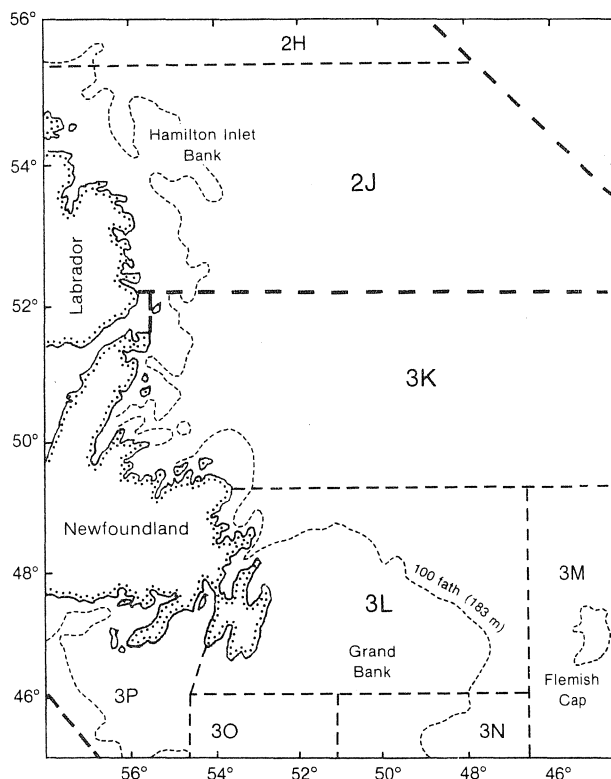 56°
2H
Hamilton Inlet
Bank
54°
2J
Labrador
52°
3K
50°
Newfoundland
48°
3L
100 fath (183 m)
3M
Grand
Bank
Flemish
Cap
3P
46°
3O
3N
56° 54° 52° 50° 48° 46°